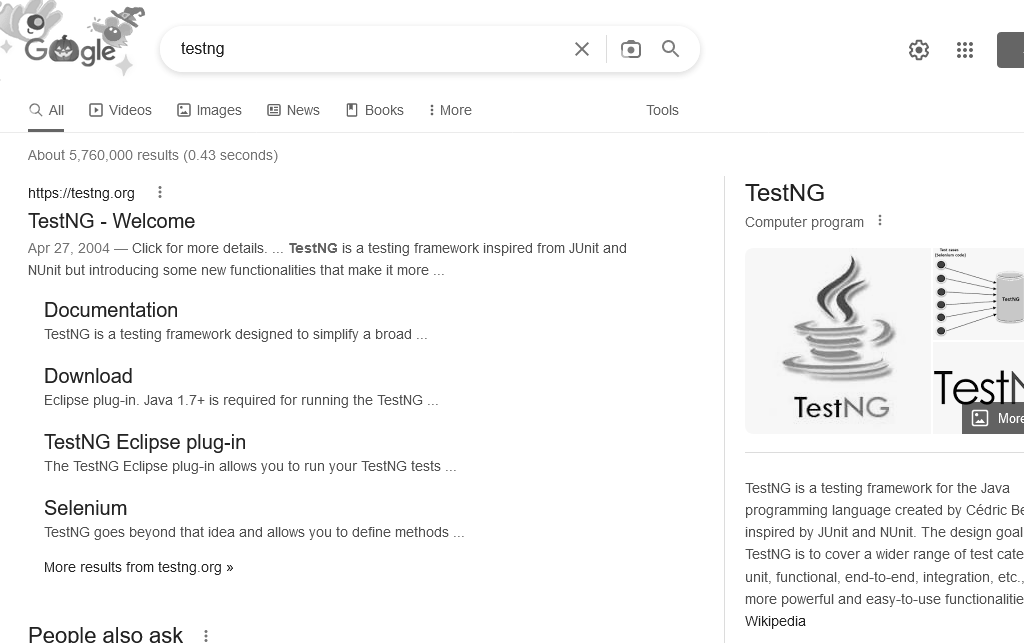 Google
testng
All
Videos
Images
News
Books
More
Tools
About 5,760,000 results (0.43 seconds)
https://testng.org
TestNG - Welcome
Apr 27, 2004 — Click for more details. ... TestNG is a testing framework inspired from JUnit and
NUnit but introducing some new functionalities that make it more ...
Documentation
TestNG is a testing framework designed to simplify a broad ...
Download
Eclipse plug-in. Java 1.7+ is required for running the TestNG ...
TestNG Eclipse plug-in
The TestNG Eclipse plug-in allows you to run your TestNG tests ...
Selenium
TestNG goes beyond that idea and allows you to define methods ...
More results from testng.org »
People also ask
TestNG
Computer program
TestNG
Test cases
(Selenium code)
TestNG
TestN
More
TestNG is a testing framework for the Java
programming language created by Cédric Be
inspired by JUnit and NUnit. The design goal
TestNG is to cover a wider range of test cate
unit, functional, end-to-end, integration, etc.,
more powerful and easy-to-use functionalitie
Wikipedia